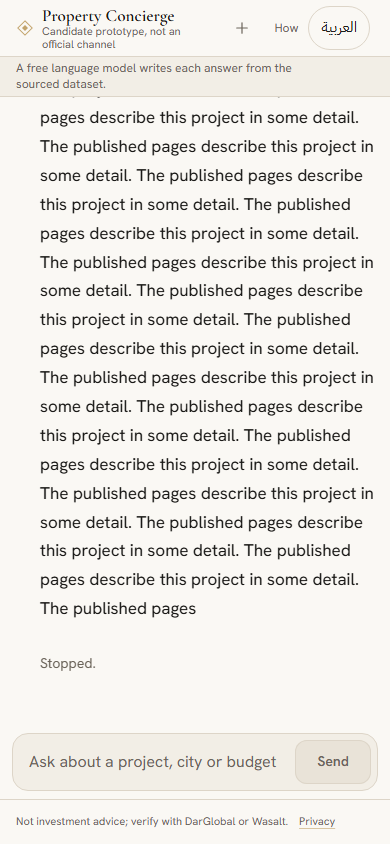 Property Concierge
Candidate prototype, not an
official channel
+
How
العربية
A free language model writes each answer from the
sourced dataset.
pages describe this project in some detail.
The published pages describe this project in
some detail. The published pages describe
this project in some detail. The published
pages describe this project in some detail.
The published pages describe this project in
some detail. The published pages describe
this project in some detail. The published
pages describe this project in some detail.
The published pages describe this project in
some detail. The published pages describe
this project in some detail. The published
pages describe this project in some detail.
The published pages describe this project in
some detail. The published pages describe
this project in some detail. The published
pages describe this project in some detail.
The published pages
Stopped.
Ask about a project, city or budget
Send
Not investment advice; verify with DarGlobal or Wasalt. Privacy